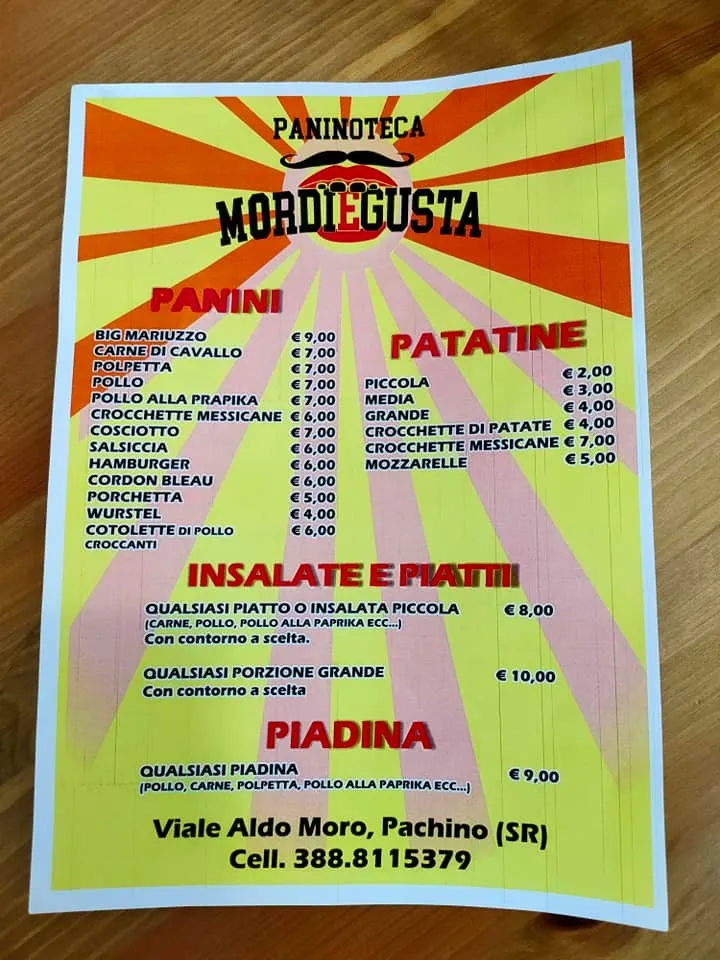 PANINOTECA
MORDIEGUSTA
PANINI
BIG MARIUZZO € 9,00
CARNE DI CAVALLO € 7,00
POLPETTA € 7,00
POLLO € 7,00
POLLO ALLA PRAPIKA € 7,00
CROCCHETTE MESSICANE € 6,00
COSCIOTTO € 7,00
SALSICCIA € 6,00
HAMBURGER € 6,00
CORDON BLEAU € 6,00
PORCHETTA € 5,00
WURSTEL € 4,00
COTOLETTE DI POLLO € 6,00
CROCCANTI
PATATINE
PICCOLA € 2,00
MEDIA € 3,00
GRANDE € 4,00
CROCCHETTE DI PATATE € 4,00
CROCCHETTE MESSICANE € 7,00
MOZZARELLE € 5,00
INSALATE E PIATTII
QUALSIASI PIATTO O INSALATA PICCOLA € 8,00
(CARNE, POLLO, POLLO ALLA PAPRIKA ECC...)
Con contorno a scelta.
QUALSIASI PORZIONE GRANDE € 10,00
Con contorno a scelta
PIADINA
QUALSIASI PIADINA € 9,00
(POLLO, CARNE, POLPETTA, POLLO ALLA PAPRIKA ECC...)
Viale Aldo Moro, Pachino (SR)
Cell. 388.8115379